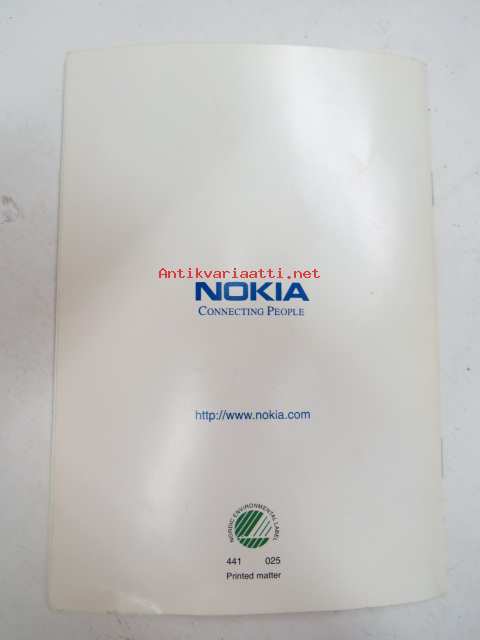 Antikvariaatti.net
NOKIA
CONNECTING PEOPLE
http://www.nokia.com
NORDIC ENVIRONMENTAL LABEL
441 025
Printed matter